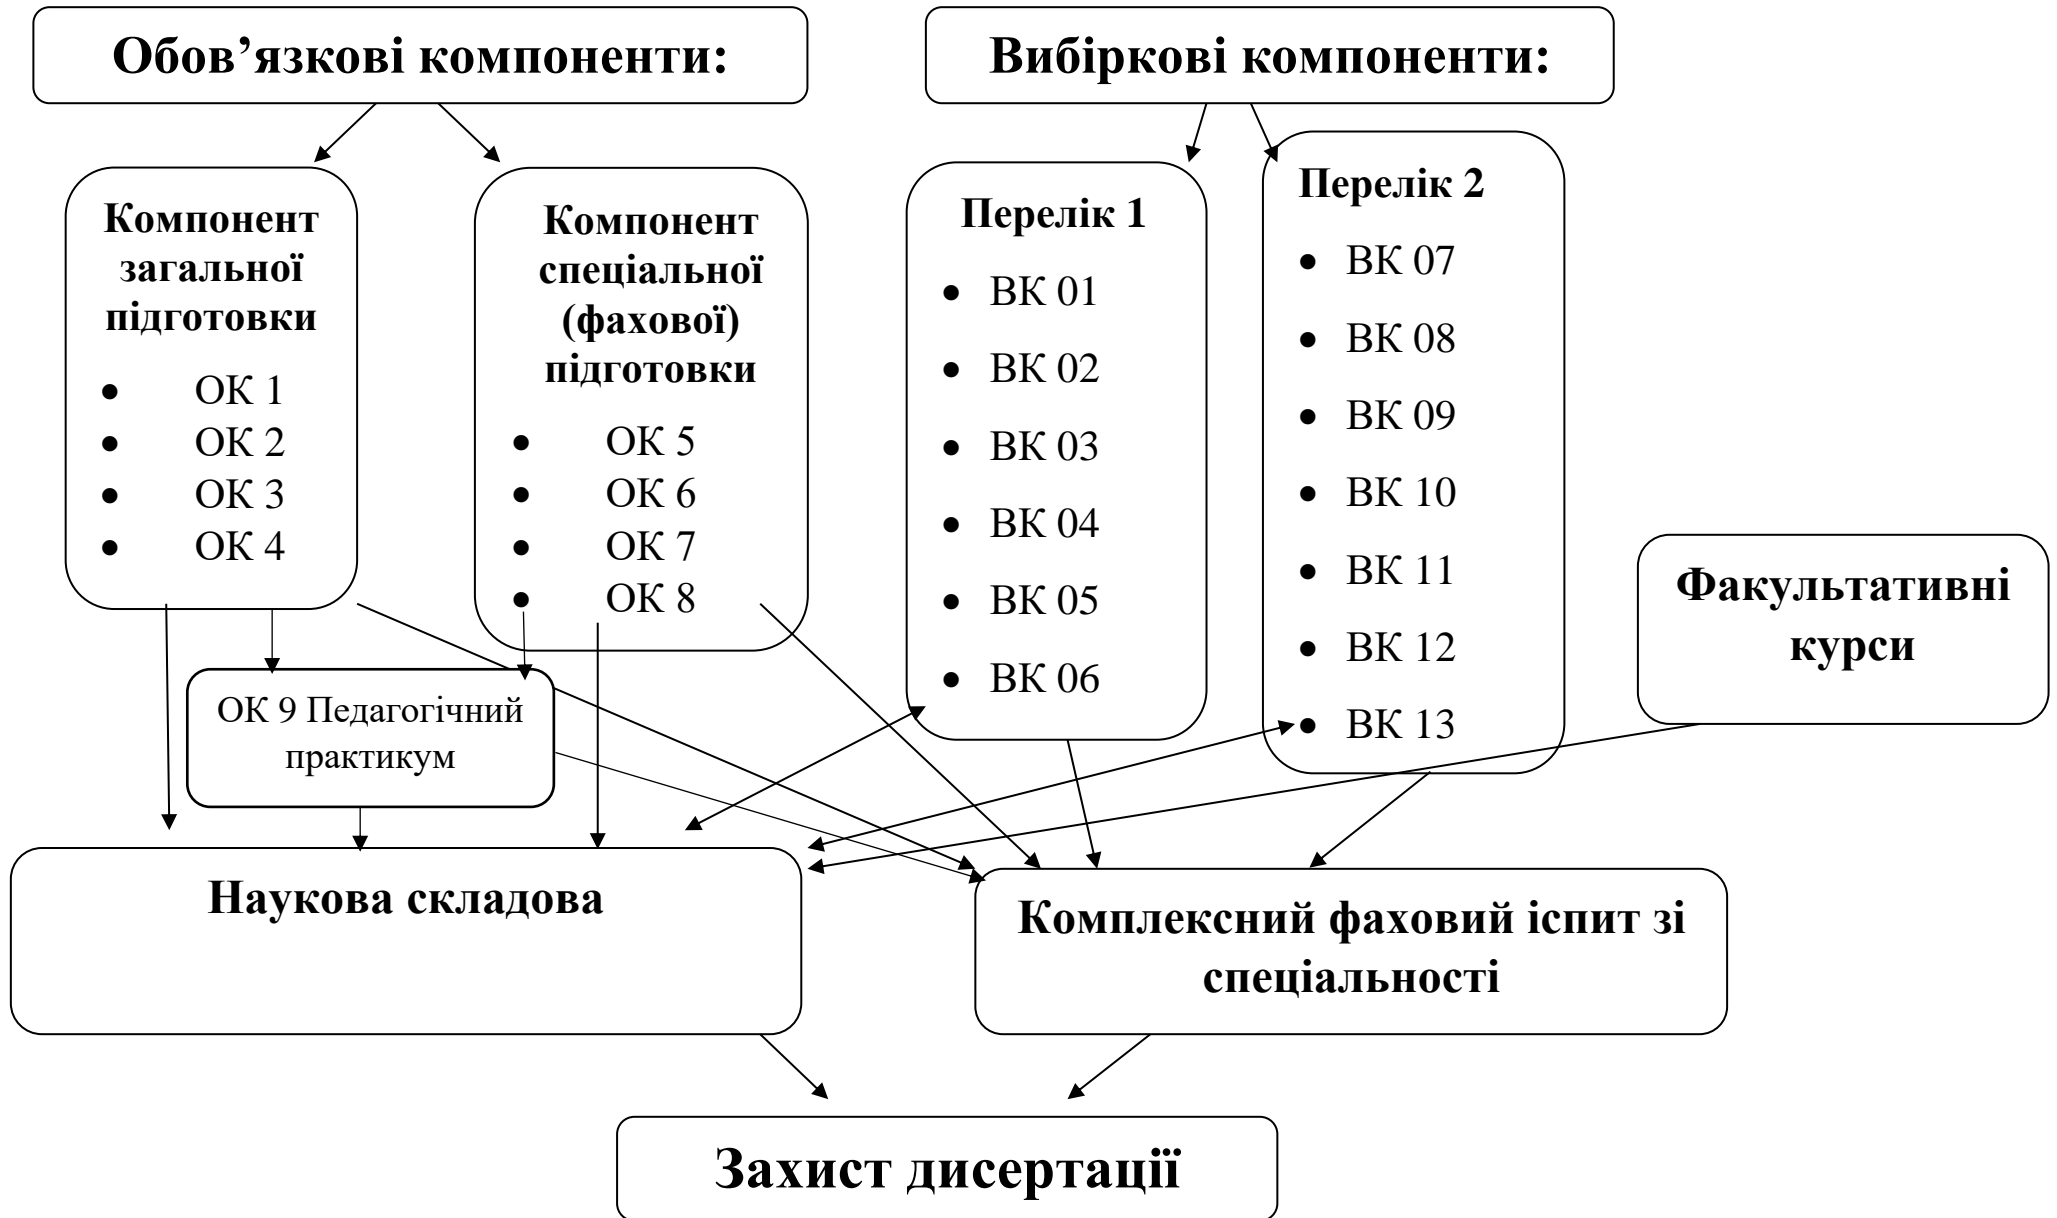 Обов’язкові компоненти:
Вибіркові компоненти:
Компонент
загальної
підготовки
• ОК 1
• ОК 2
• ОК 3
• ОК 4
Компонент
спеціальної
(фахової)
підготовки
• ОК 5
• ОК 6
• ОК 7
• ОК 8
Перелік 1
• ВК 01
• ВК 02
• ВК 03
• ВК 04
• ВК 05
• ВК 06
Перелік 2
• ВК 07
• ВК 08
• ВК 09
• ВК 10
• ВК 11
• ВК 12
• ВК 13
Факультативні
курси
ОК 9 Педагогічний
практикум
Наукова складова
Комплексний фаховий іспит зі
спеціальності
Захист дисертації